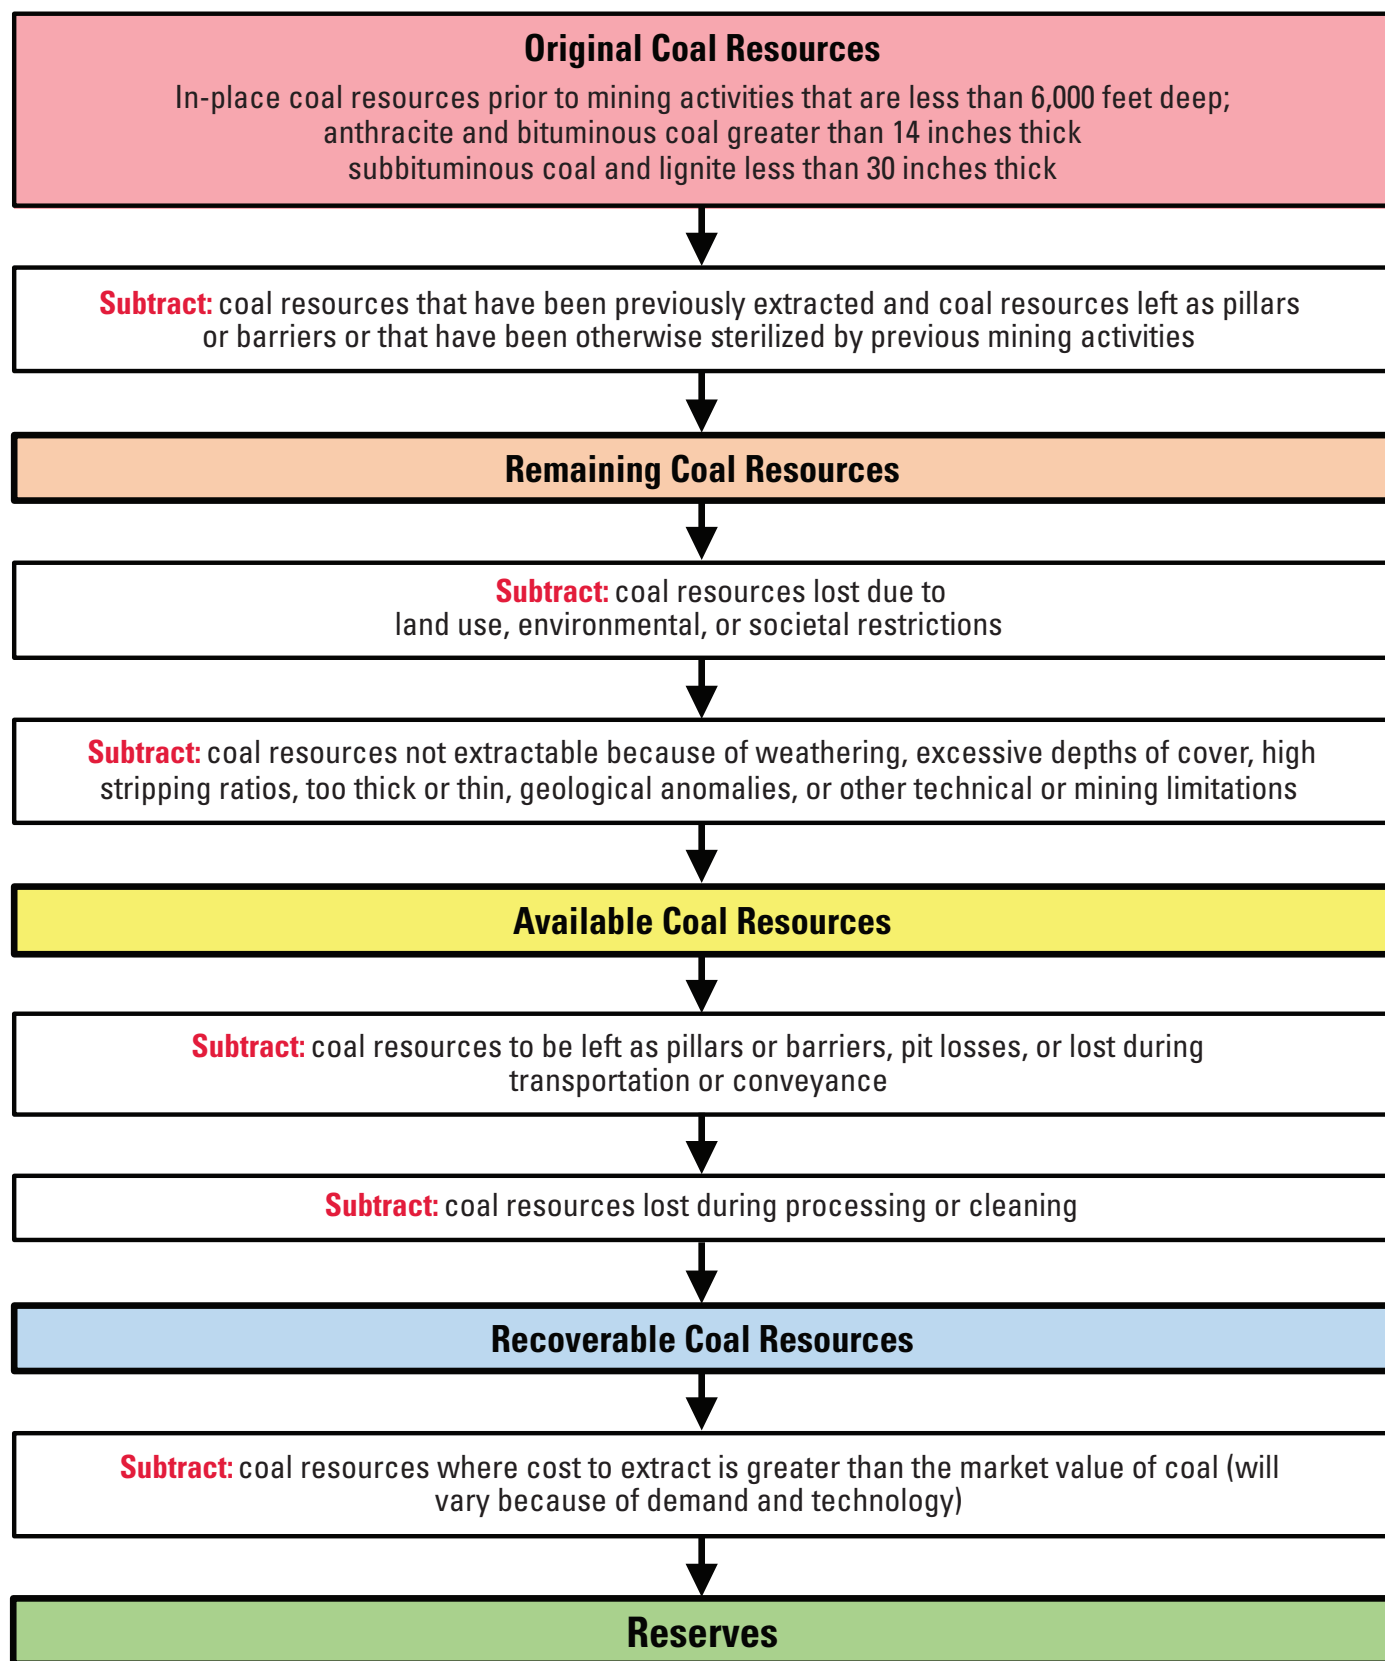 Original Coal Resources
In-place coal resources prior to mining activities that are less than 6,000 feet deep;
anthracite and bituminous coal greater than 14 inches thick
subbituminous coal and lignite less than 30 inches thick
Subtract: coal resources that have been previously extracted and coal resources left as pillars
or barriers or that have been otherwise sterilized by previous mining activities
Remaining Coal Resources
Subtract: coal resources lost due to
land use, environmental, or societal restrictions
Subtract: coal resources not extractable because of weathering, excessive depths of cover, high
stripping ratios, too thick or thin, geological anomalies, or other technical or mining limitations
Available Coal Resources
Subtract: coal resources to be left as pillars or barriers, pit losses, or lost during
transportation or conveyance
Subtract: coal resources lost during processing or cleaning
Recoverable Coal Resources
Subtract: coal resources where cost to extract is greater than the market value of coal (will
vary because of demand and technology)
Reserves